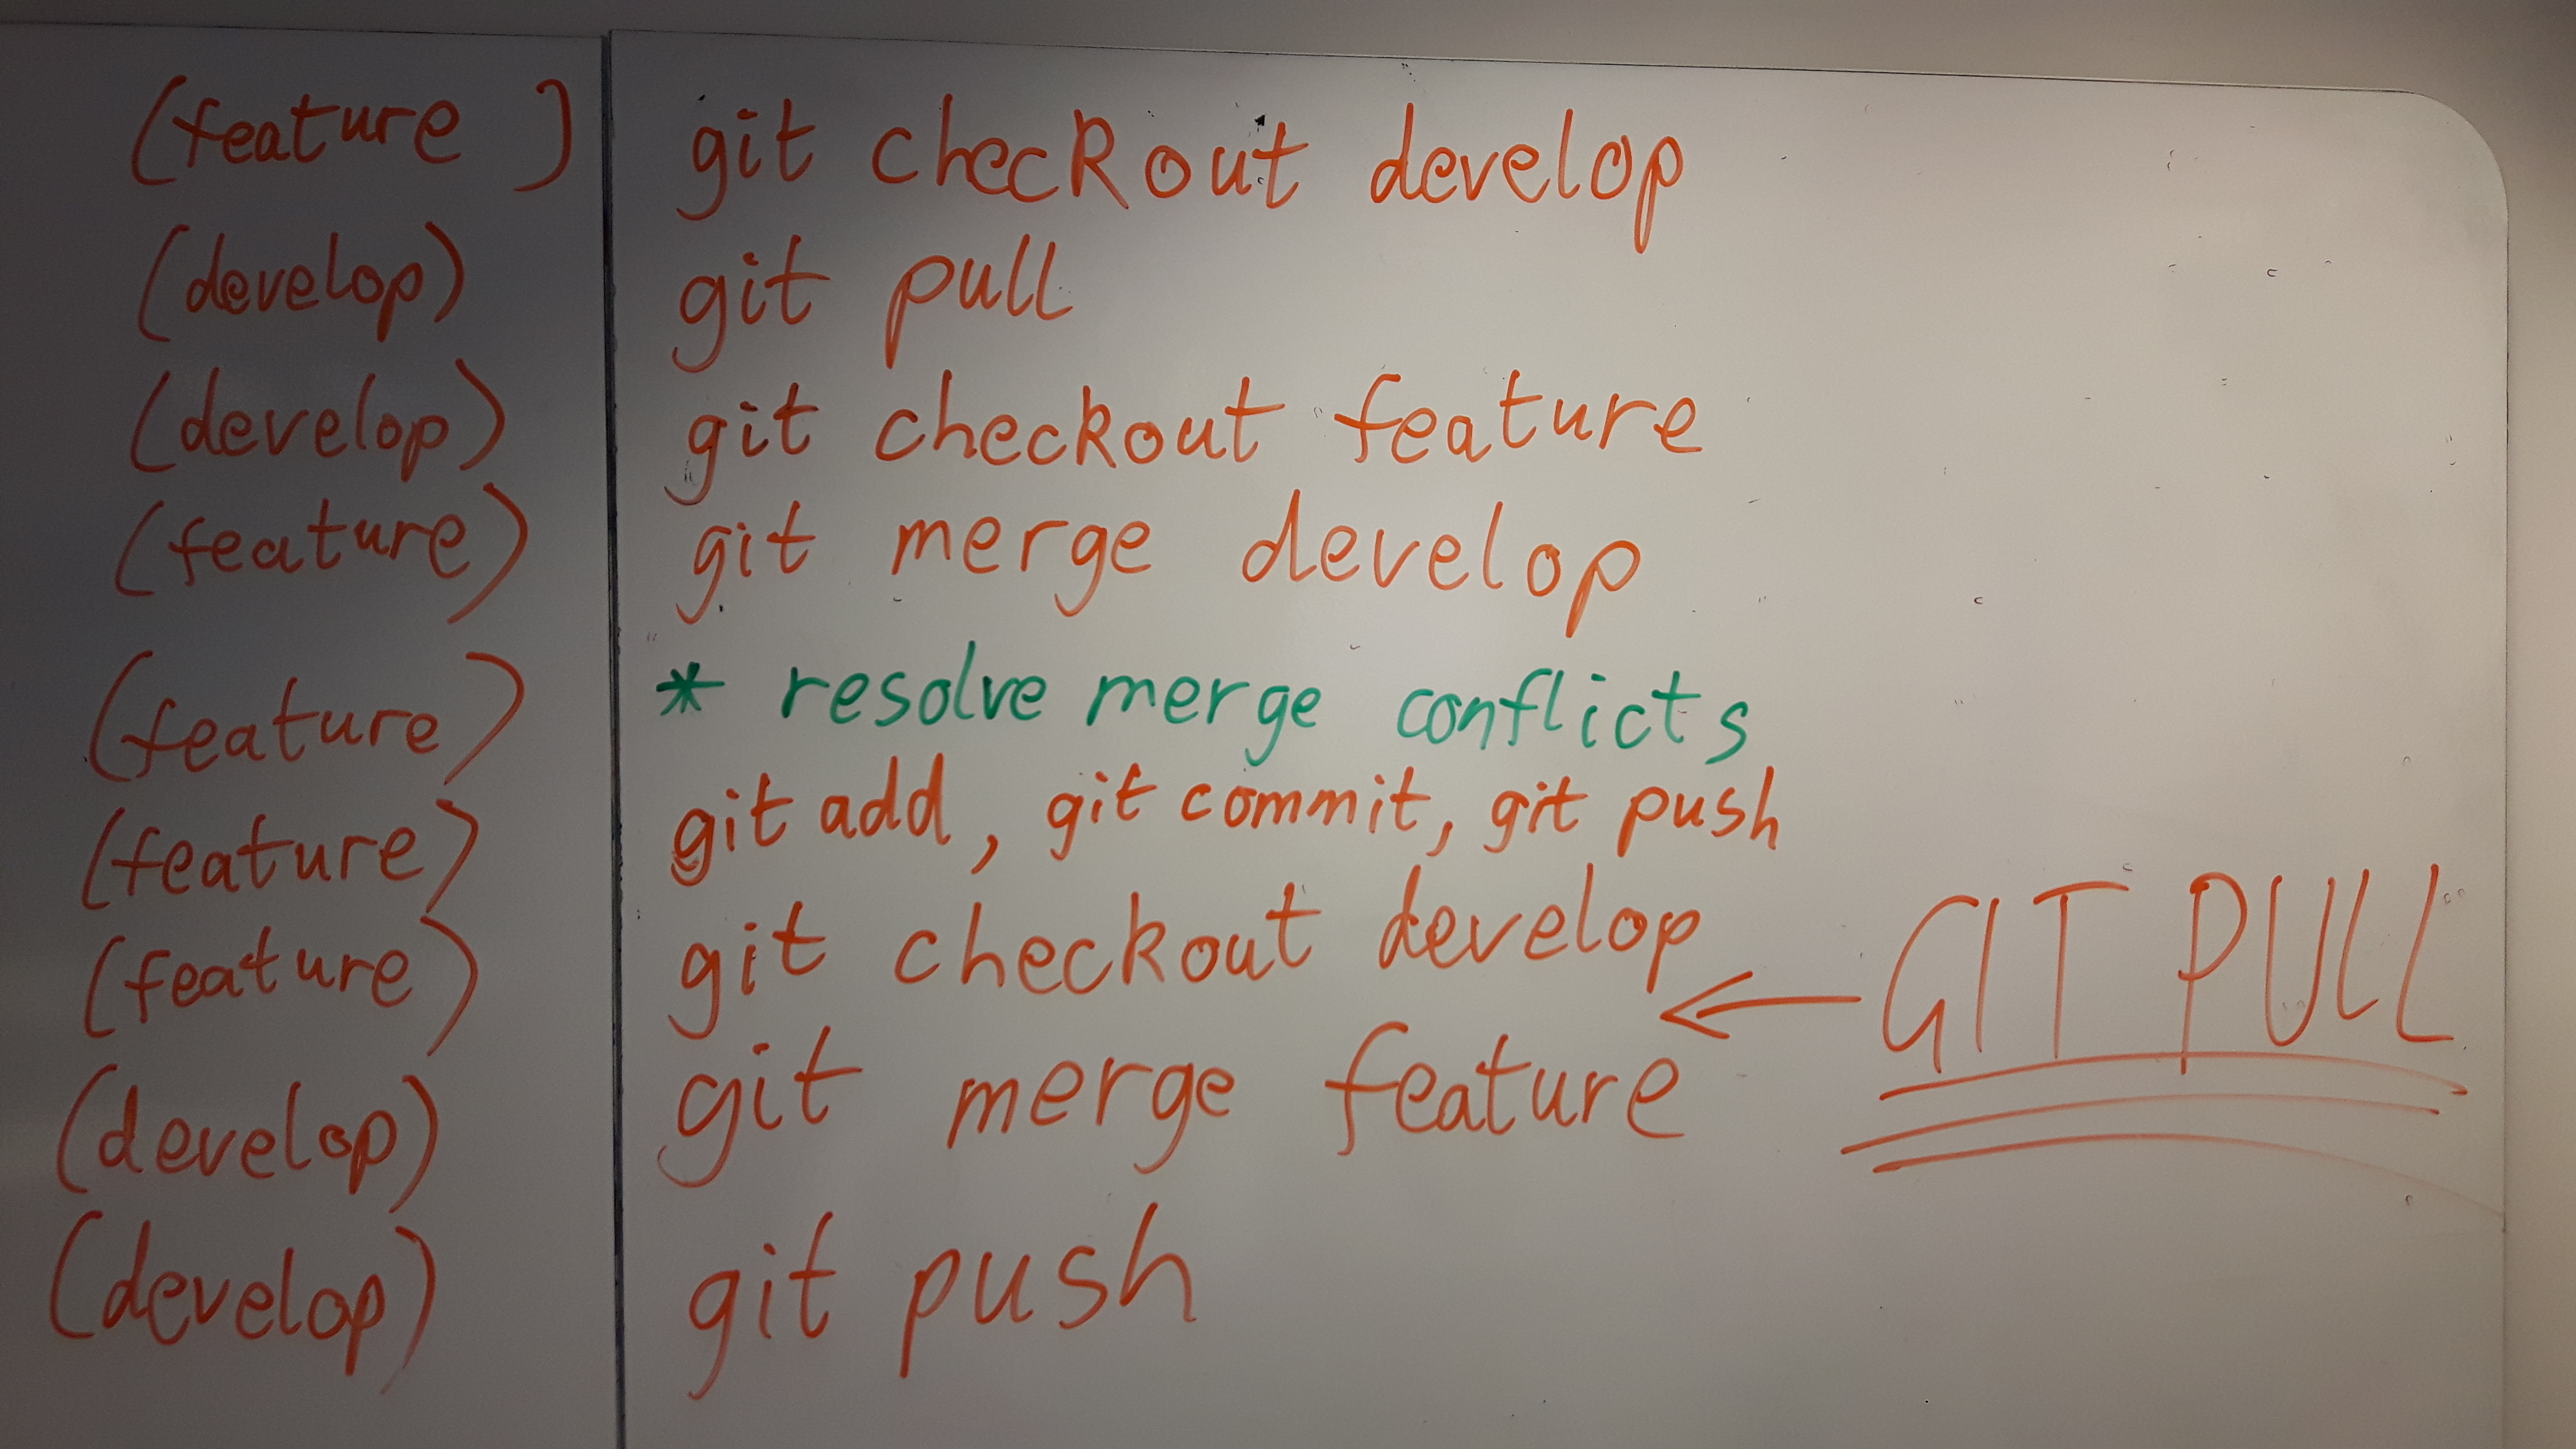 (feature ) git checkout develop
(develop) git pull
(develop) git checkout feature
(feature) git merge develop
(feature) * resolve merge conflicts
(feature) git add, git commit, git push
(feature) git checkout develop
← GIT PULL
(develop) git merge feature
(develop) git push